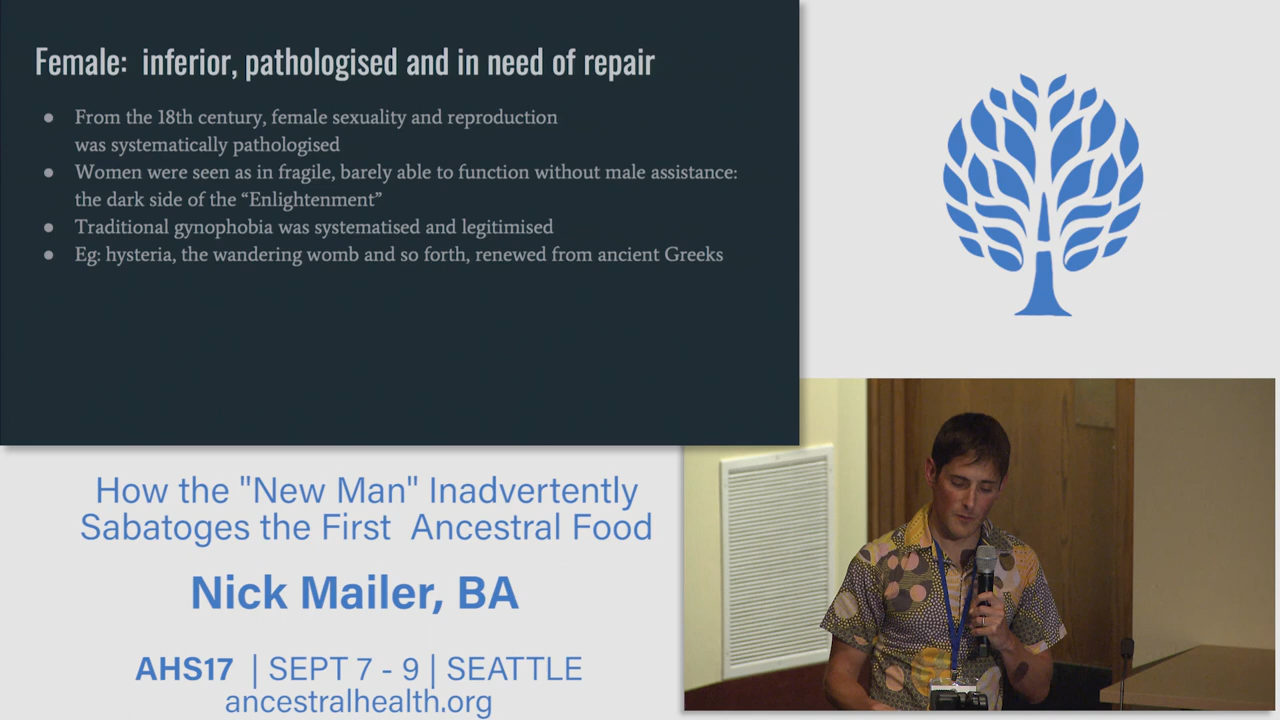 Female: inferior, pathologised and in need of repair
● From the 18th century, female sexuality and reproduction
was systematically pathologised
● Women were seen as in fragile, barely able to function without male assistance:
the dark side of the “Enlightenment”
● Traditional gynophobia was systematised and legitimised
● Eg: hysteria, the wandering womb and so forth, renewed from ancient Greeks
How the "New Man" Inadvertently
Sabatoges the First Ancestral Food
Nick Mailer, BA
AHS17 | SEPT 7 - 9 | SEATTLE
ancestralhealth.org